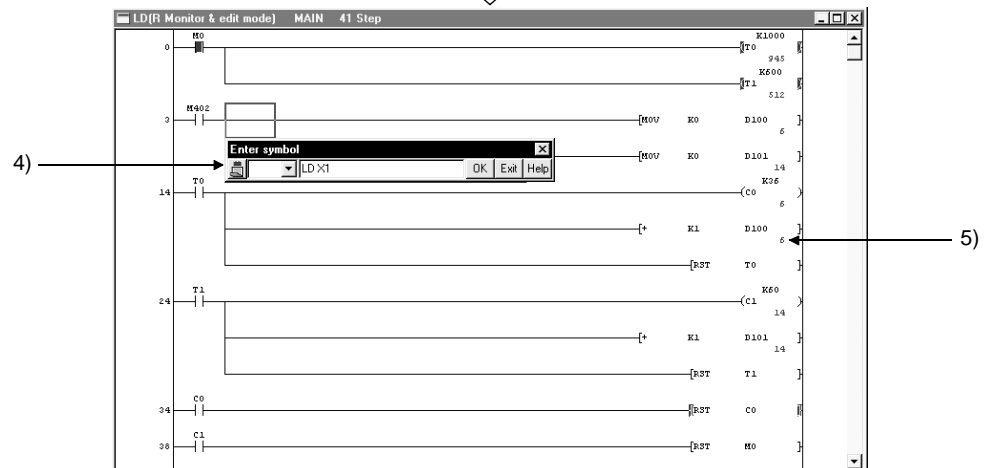 LD(R Monitor & edit mode) MAIN 41 Step
M0 K1000
0 T0
945
K600
T1
512
M402
3 MOV K0 D100
6
Enter symbol
4) LD X1 OK Exit Help
MOV K0 D101
14
T0 K35
14 C0
6
+ K1 D100
6 5)
RST T0
T1 K60
24 C1
14
+ K1 D101
14
RST T1
C0
34 RST C0
C1
38 RST M0